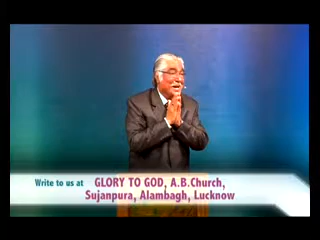 Write to us at GLORY TO GOD, A.B.Church,
Sujanpura, Alambagh, Lucknow